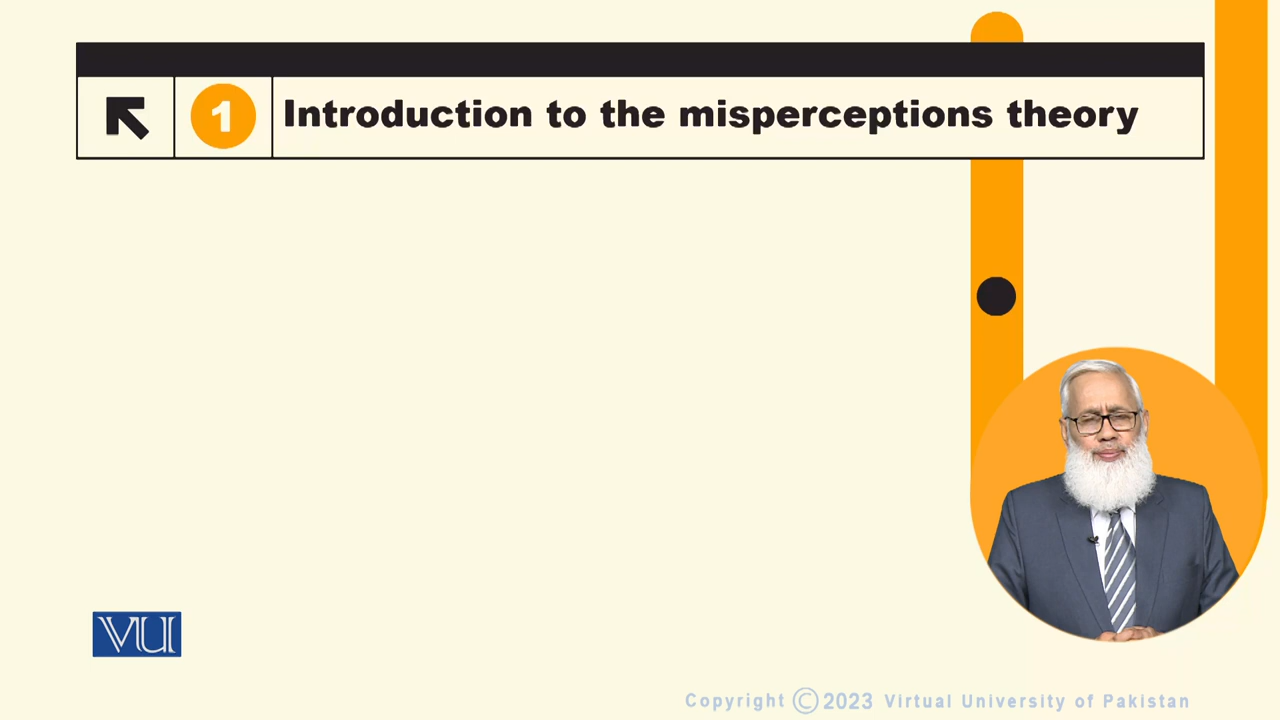 1
Introduction to the misperceptions theory
VU
Copyright ©2023 Virtual University of Pakistan